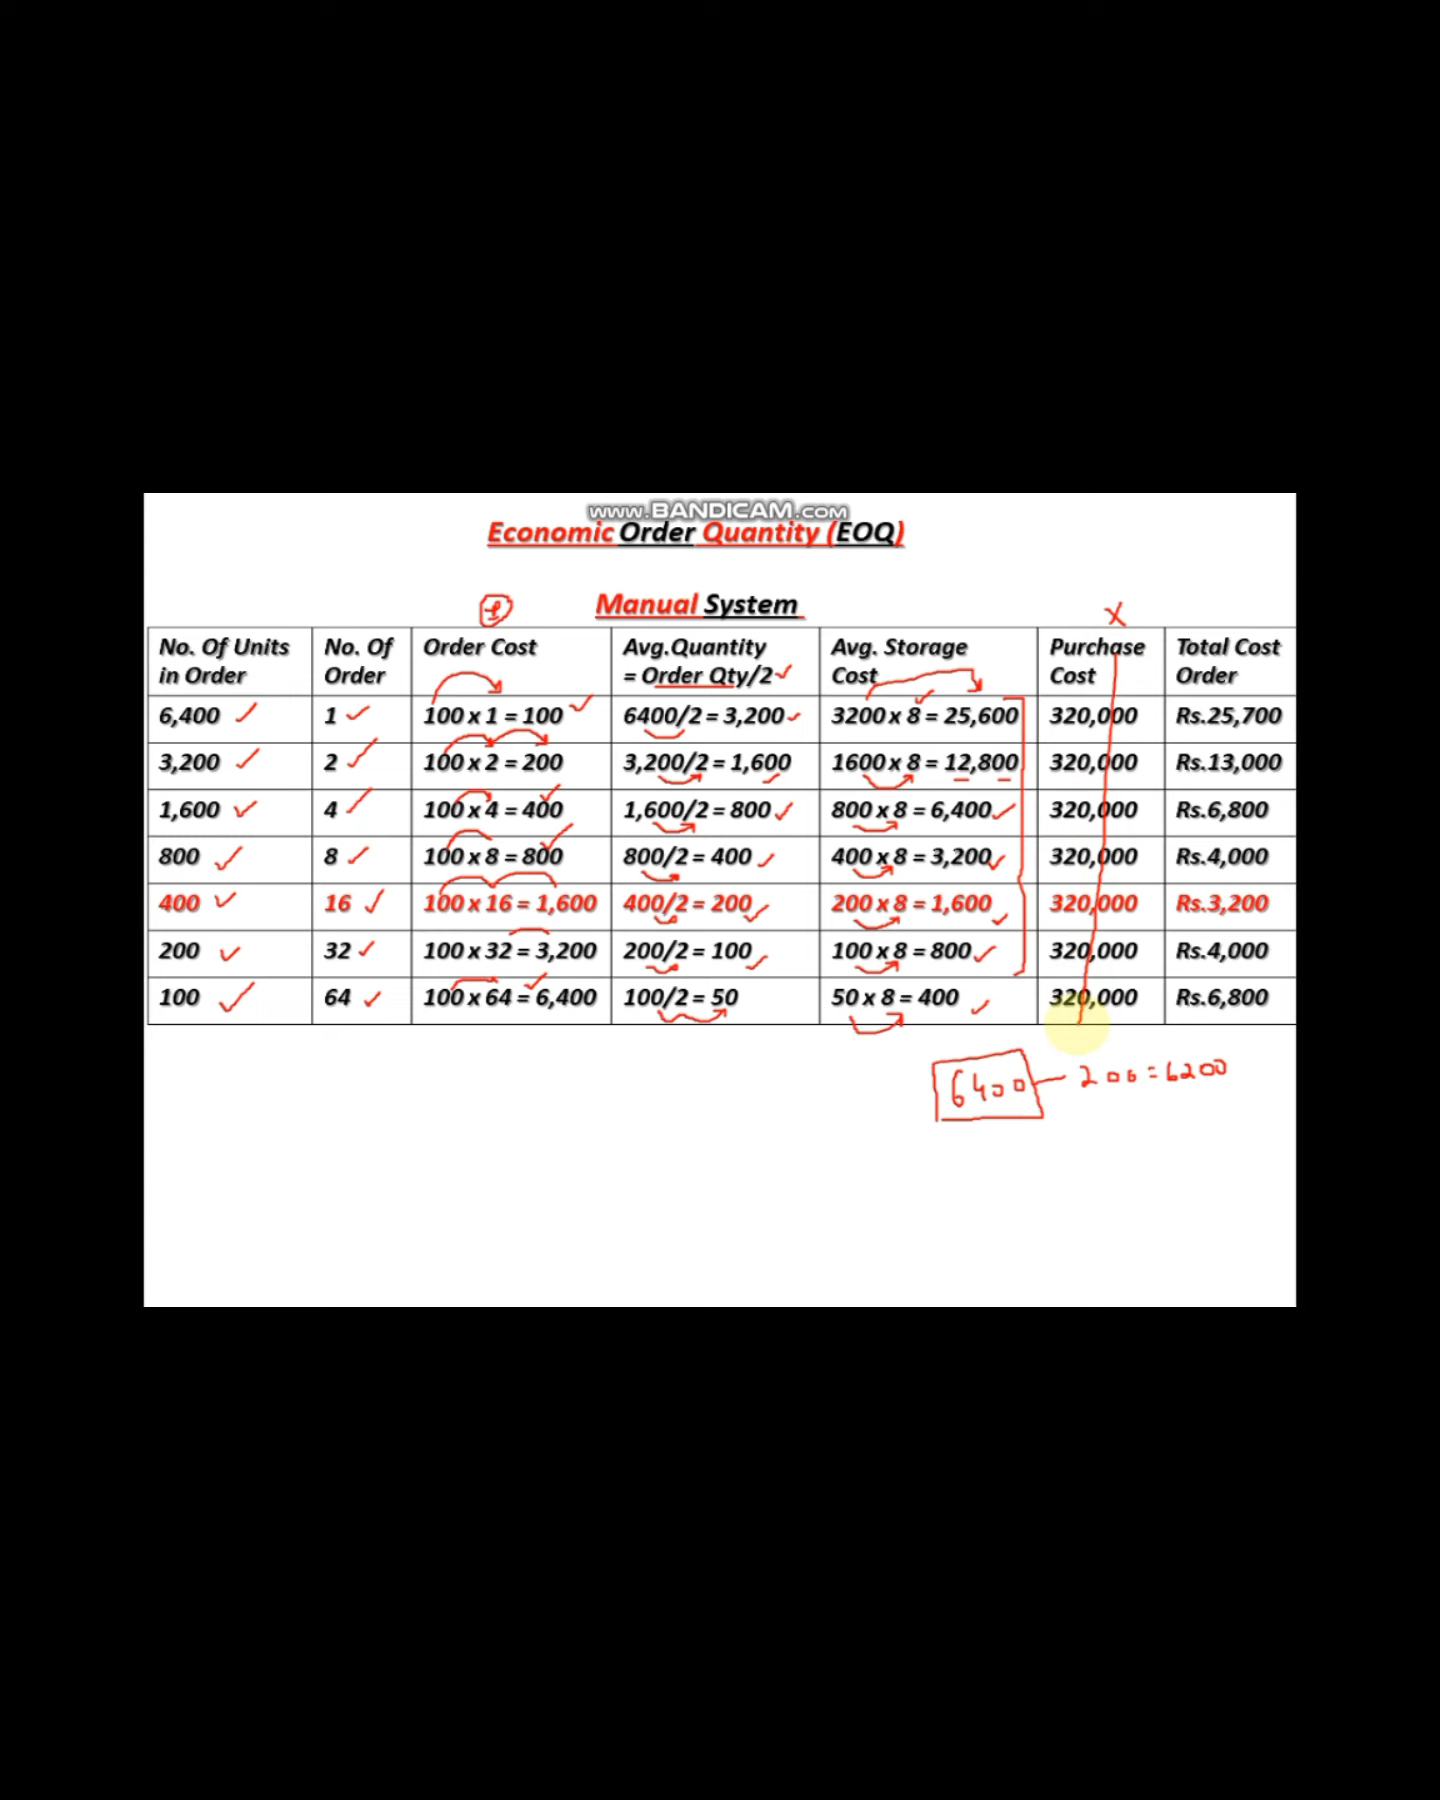 www.BANDICAM.com
Economic Order Quantity (EOQ)
Manual System
No. Of Units in Order No. Of Order Order Cost Avg.Quantity = Order Qty/2 Avg. Storage Cost Purchase Cost Total Cost Order
6,400 1 100 x 1 = 100 6400/2 = 3,200 3200 x 8 = 25,600 320,000 Rs.25,700
3,200 2 100 x 2 = 200 3,200/2 = 1,600 1600 x 8 = 12,800 320,000 Rs.13,000
1,600 4 100 x 4 = 400 1,600/2 = 800 800 x 8 = 6,400 320,000 Rs.6,800
800 8 100 x 8 = 800 800/2 = 400 400 x 8 = 3,200 320,000 Rs.4,000
400 16 100 x 16 = 1,600 400/2 = 200 200 x 8 = 1,600 320,000 Rs.3,200
200 32 100 x 32 = 3,200 200/2 = 100 100 x 8 = 800 320,000 Rs.4,000
100 64 100 x 64 = 6,400 100/2 = 50 50 x 8 = 400 320,000 Rs.6,800
6400 — 200 = 6200